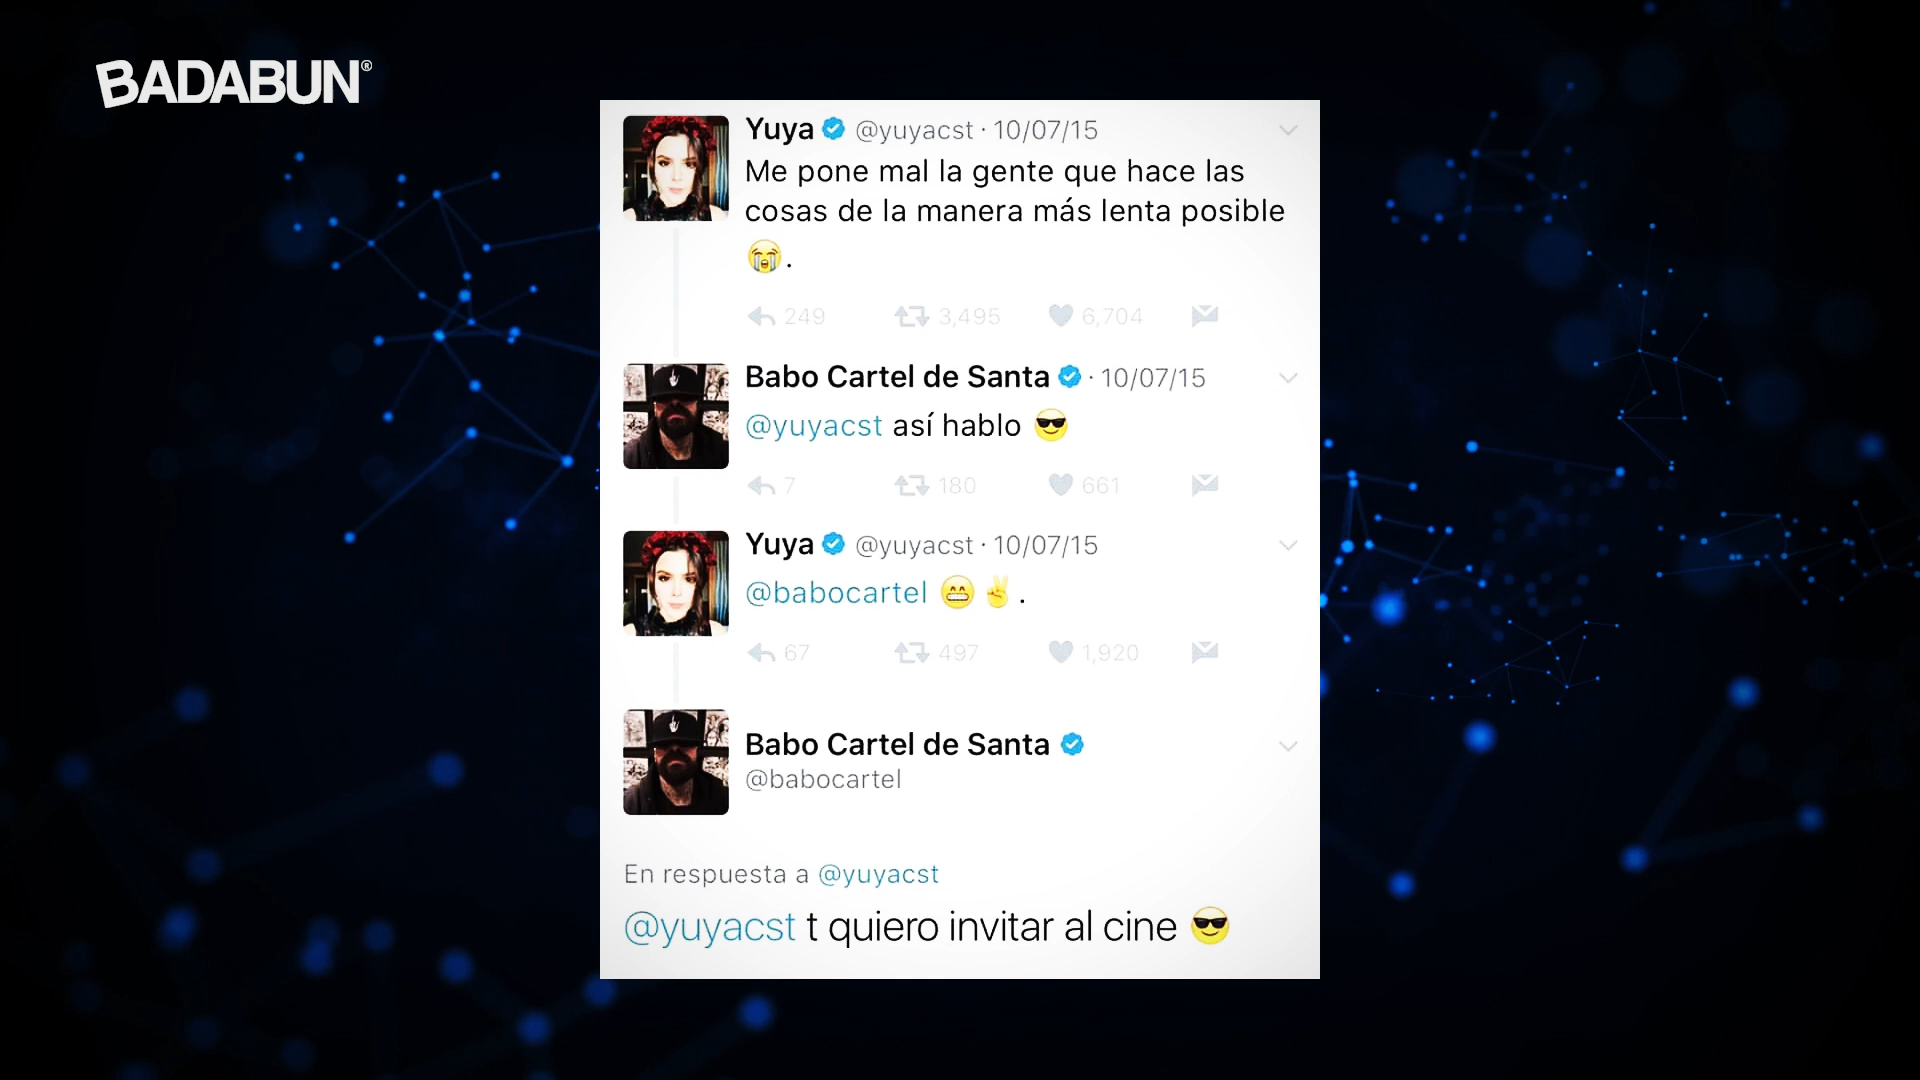 BADABUN®
Yuya @yuyacst · 10/07/15
Me pone mal la gente que hace las
cosas de la manera más lenta posible
😭.
249 3,495 6,704
Babo Cartel de Santa · 10/07/15
@yuyacst así hablo 😎
7 180 661
Yuya @yuyacst · 10/07/15
@babocartel 😁✌️.
67 497 1,920
Babo Cartel de Santa
@babocartel
En respuesta a @yuyacst
@yuyacst t quiero invitar al cine 😎